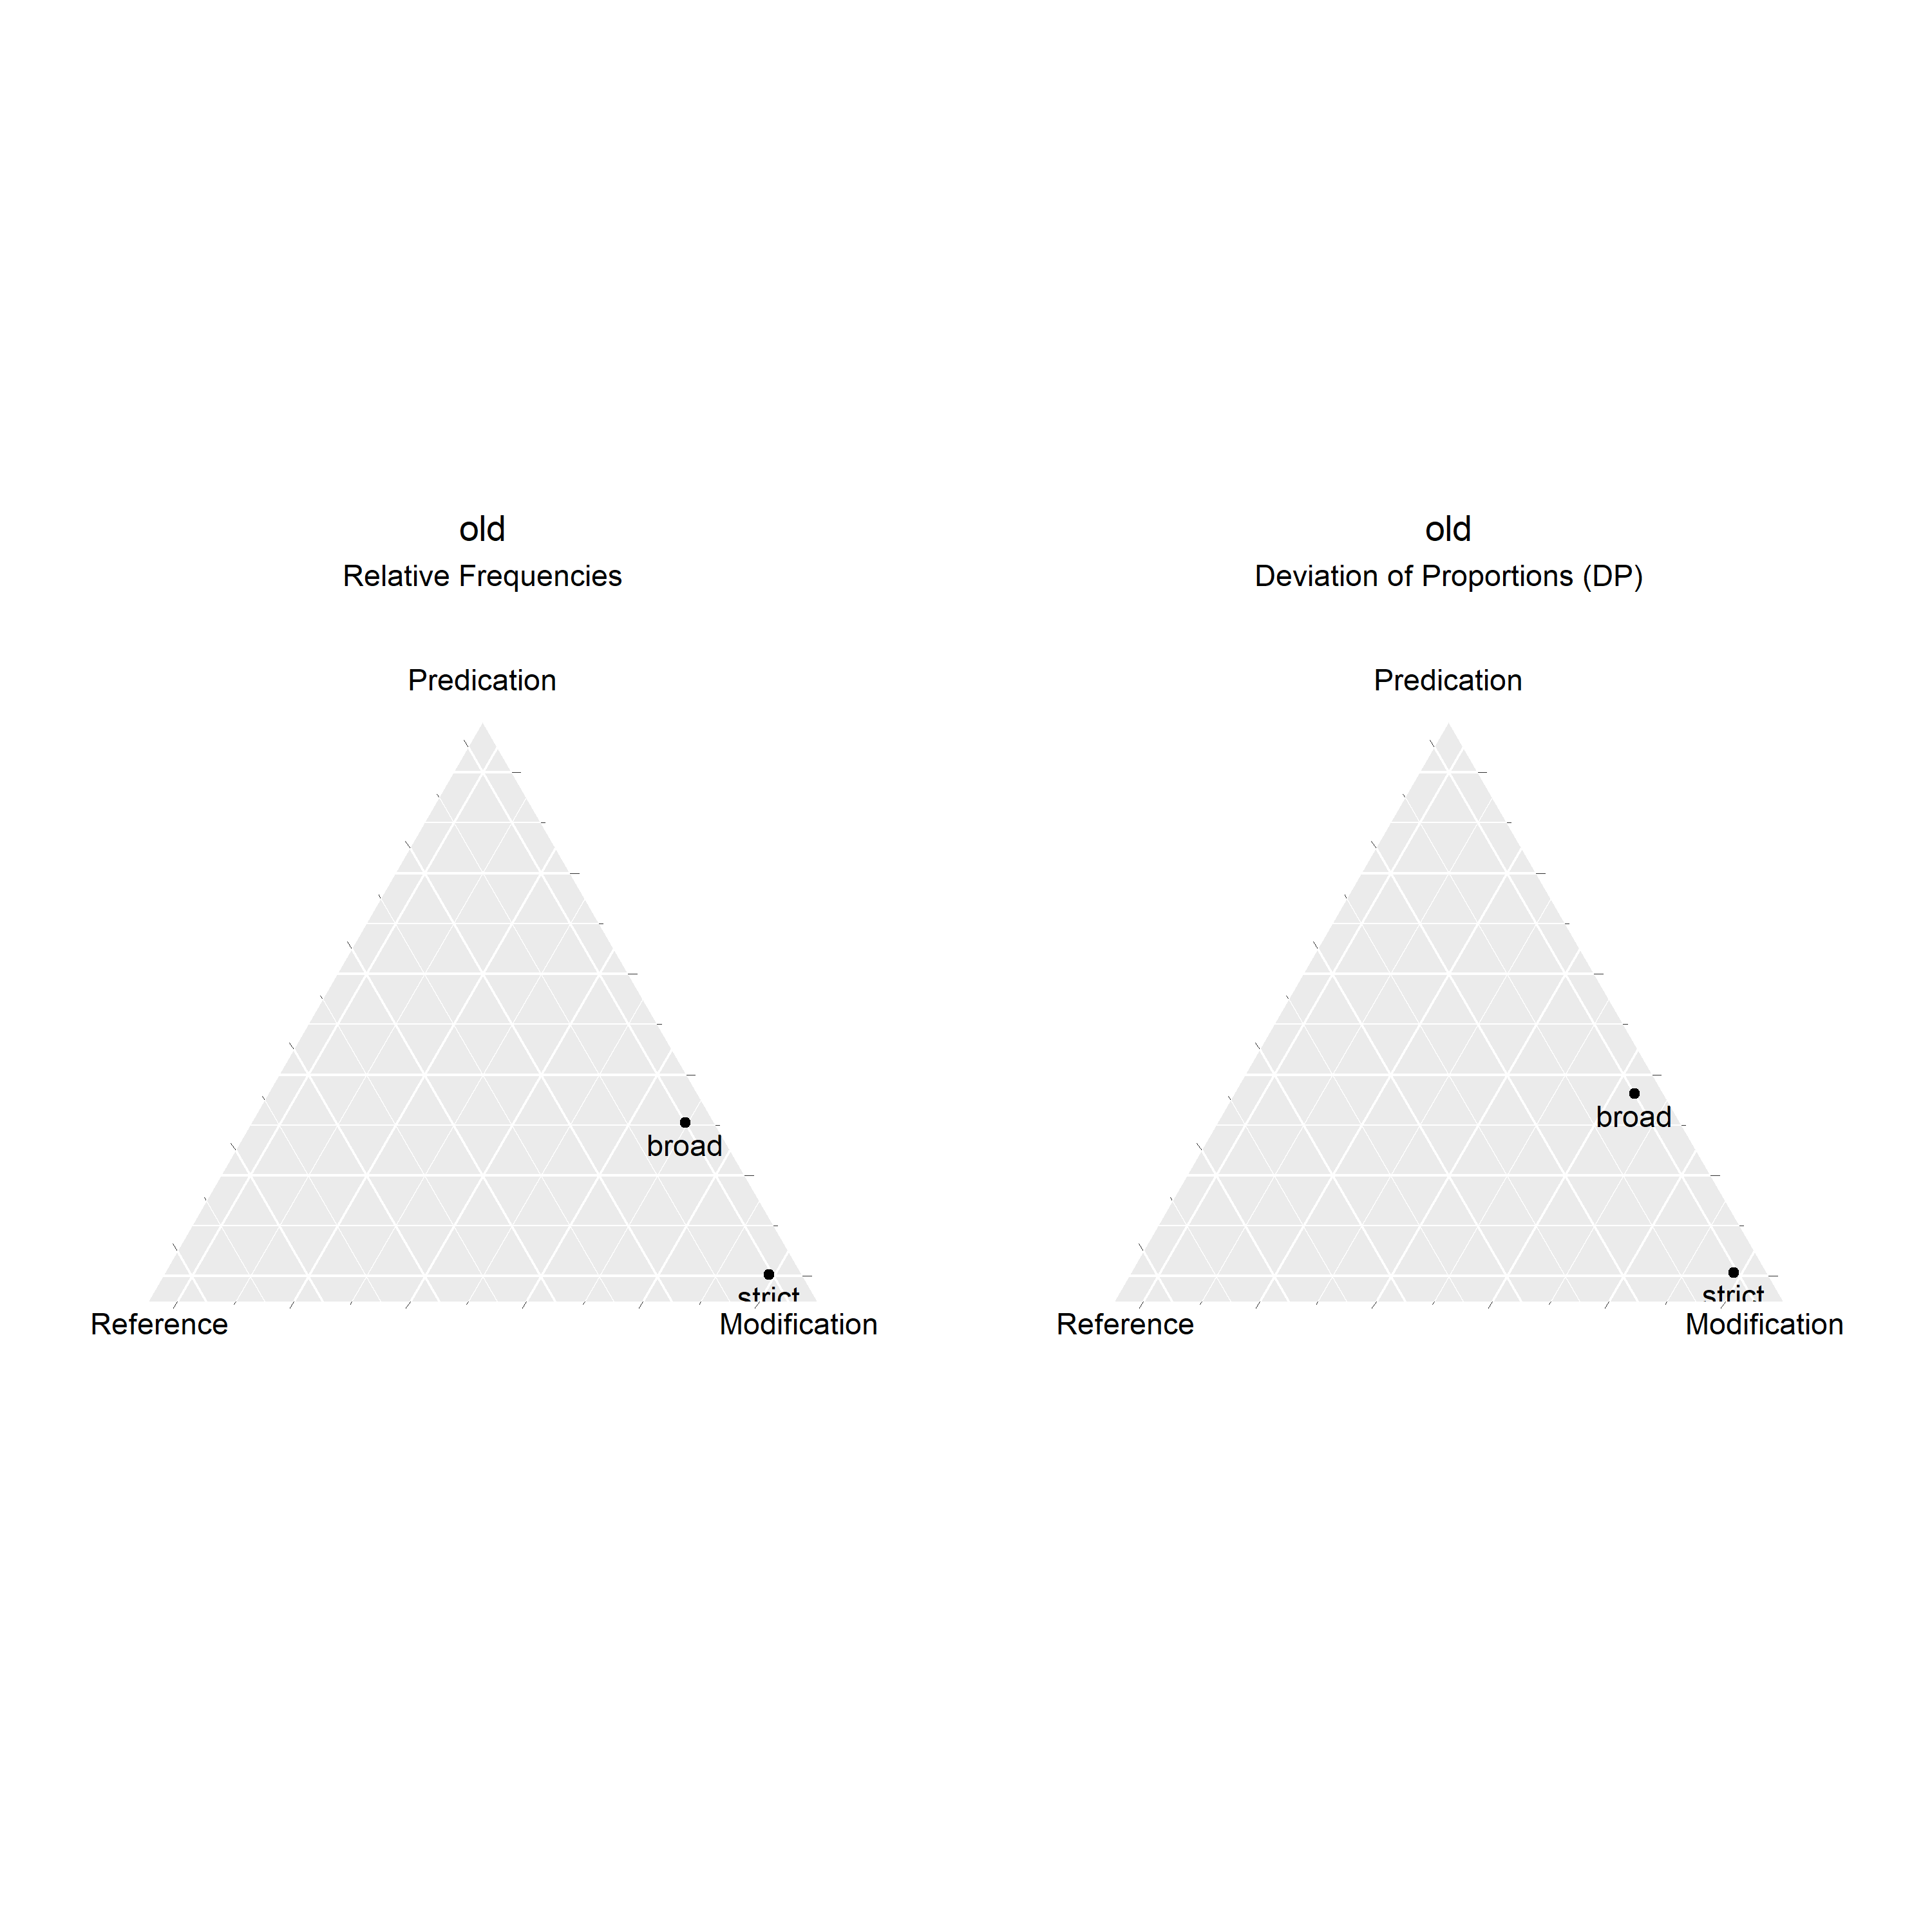 old
Relative Frequencies
Predication
broad
strict
Reference
Modification
old
Deviation of Proportions (DP)
Predication
broad
strict
Reference
Modification